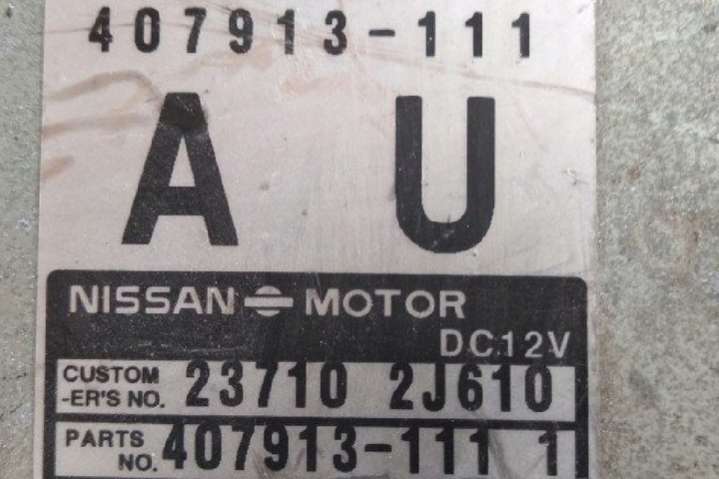 407913-111
A U
NISSAN MOTOR
DC12V
CUSTOM
-ER'S NO. 23710 2J610
PARTS
NO. 407913-111 1